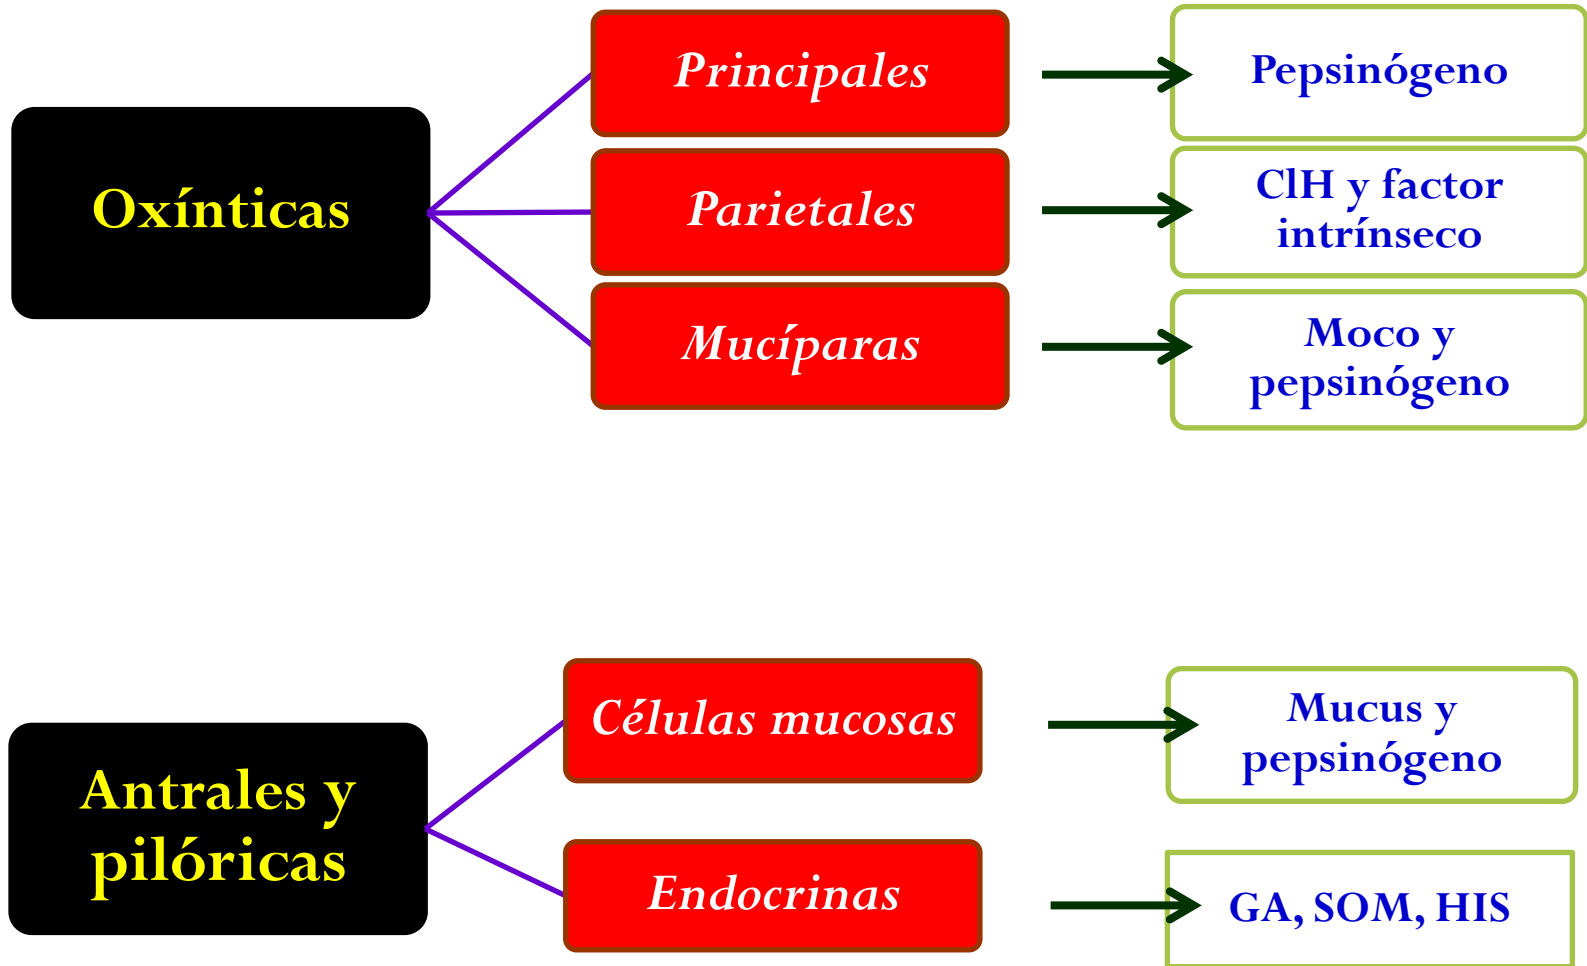 Oxínticas
Principales
Pepsinógeno
Parietales
ClH y factor
intrínseco
Mucíparas
Moco y
pepsinógeno
Antrales y
pilóricas
Células mucosas
Mucus y
pepsinógeno
Endocrinas
GA, SOM, HIS